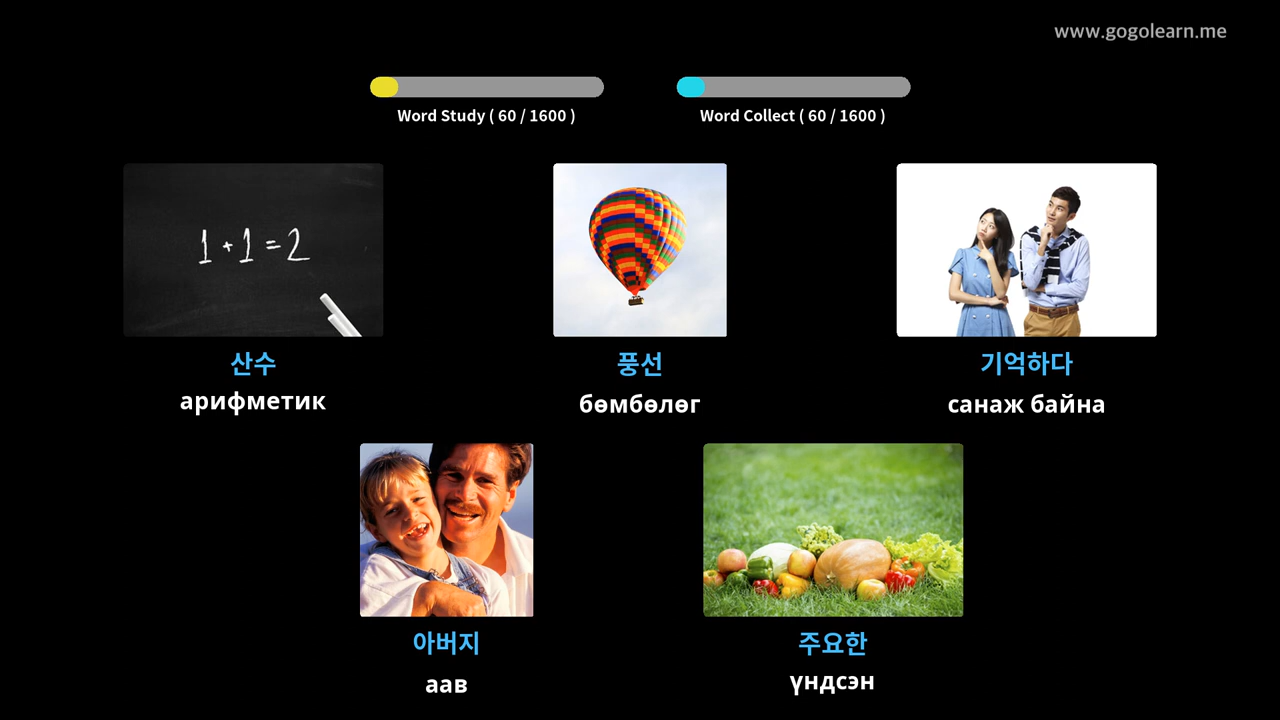 www.gogolearn.me
Word Study ( 60 / 1600 )
Word Collect ( 60 / 1600 )
1 + 1 = 2
산수
арифметик
풍선
бөмбөлөг
기억하다
санаж байна
아버지
аав
주요한
үндсэн